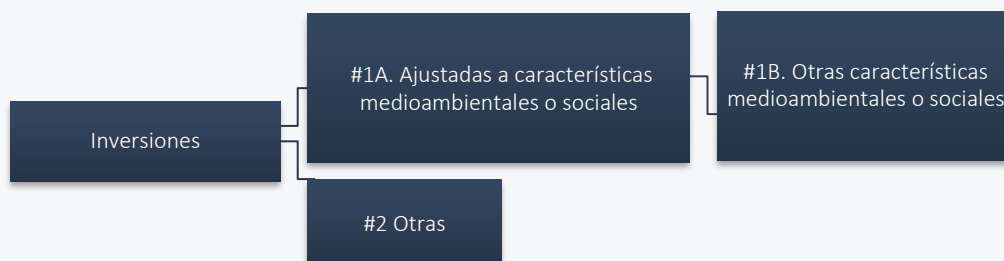 #1A. Ajustadas a características
medioambientales o sociales
#1B. Otras características
medioambientales o sociales
Inversiones
#2 Otras